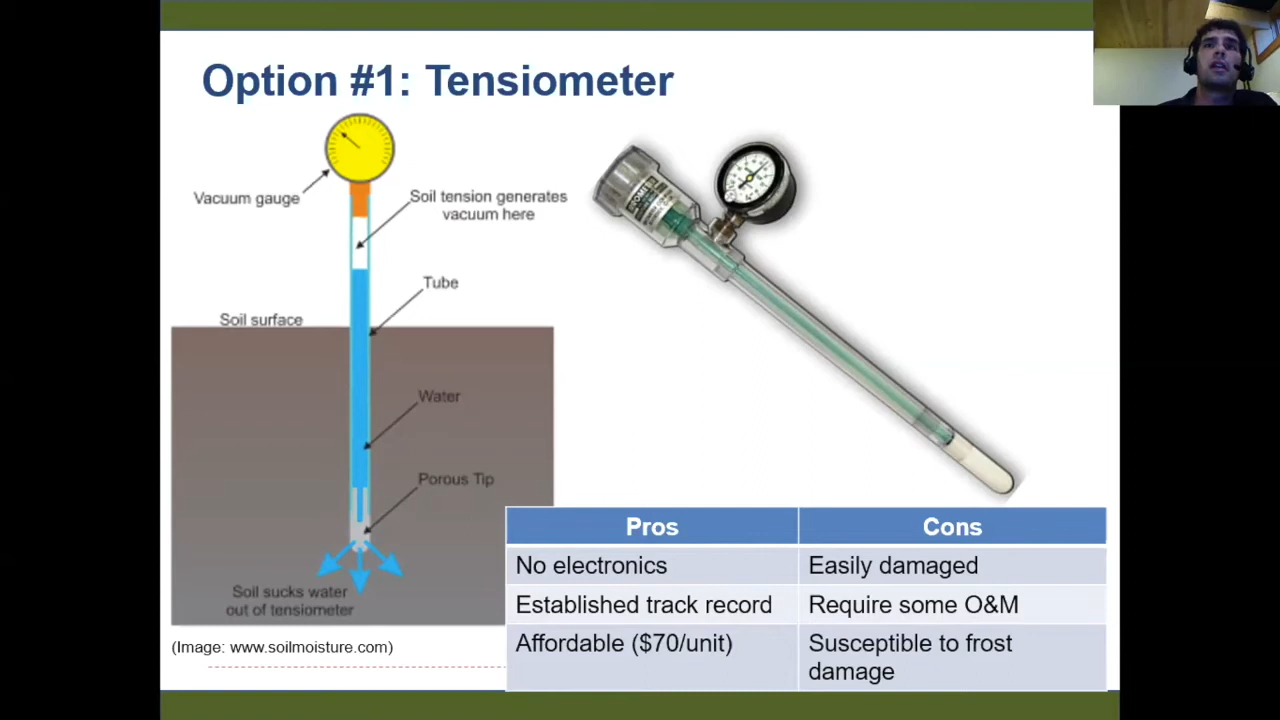 Option #1: Tensiometer
Vacuum gauge
Soil tension generates
vacuum here
Tube
Soil surface
Water
Porous Tip
Soil sucks water
out of tensiometer
(Image: www.soilmoisture.com)
Pros
Cons
No electronics
Easily damaged
Established track record
Require some O&M
Affordable ($70/unit)
Susceptible to frost
damage